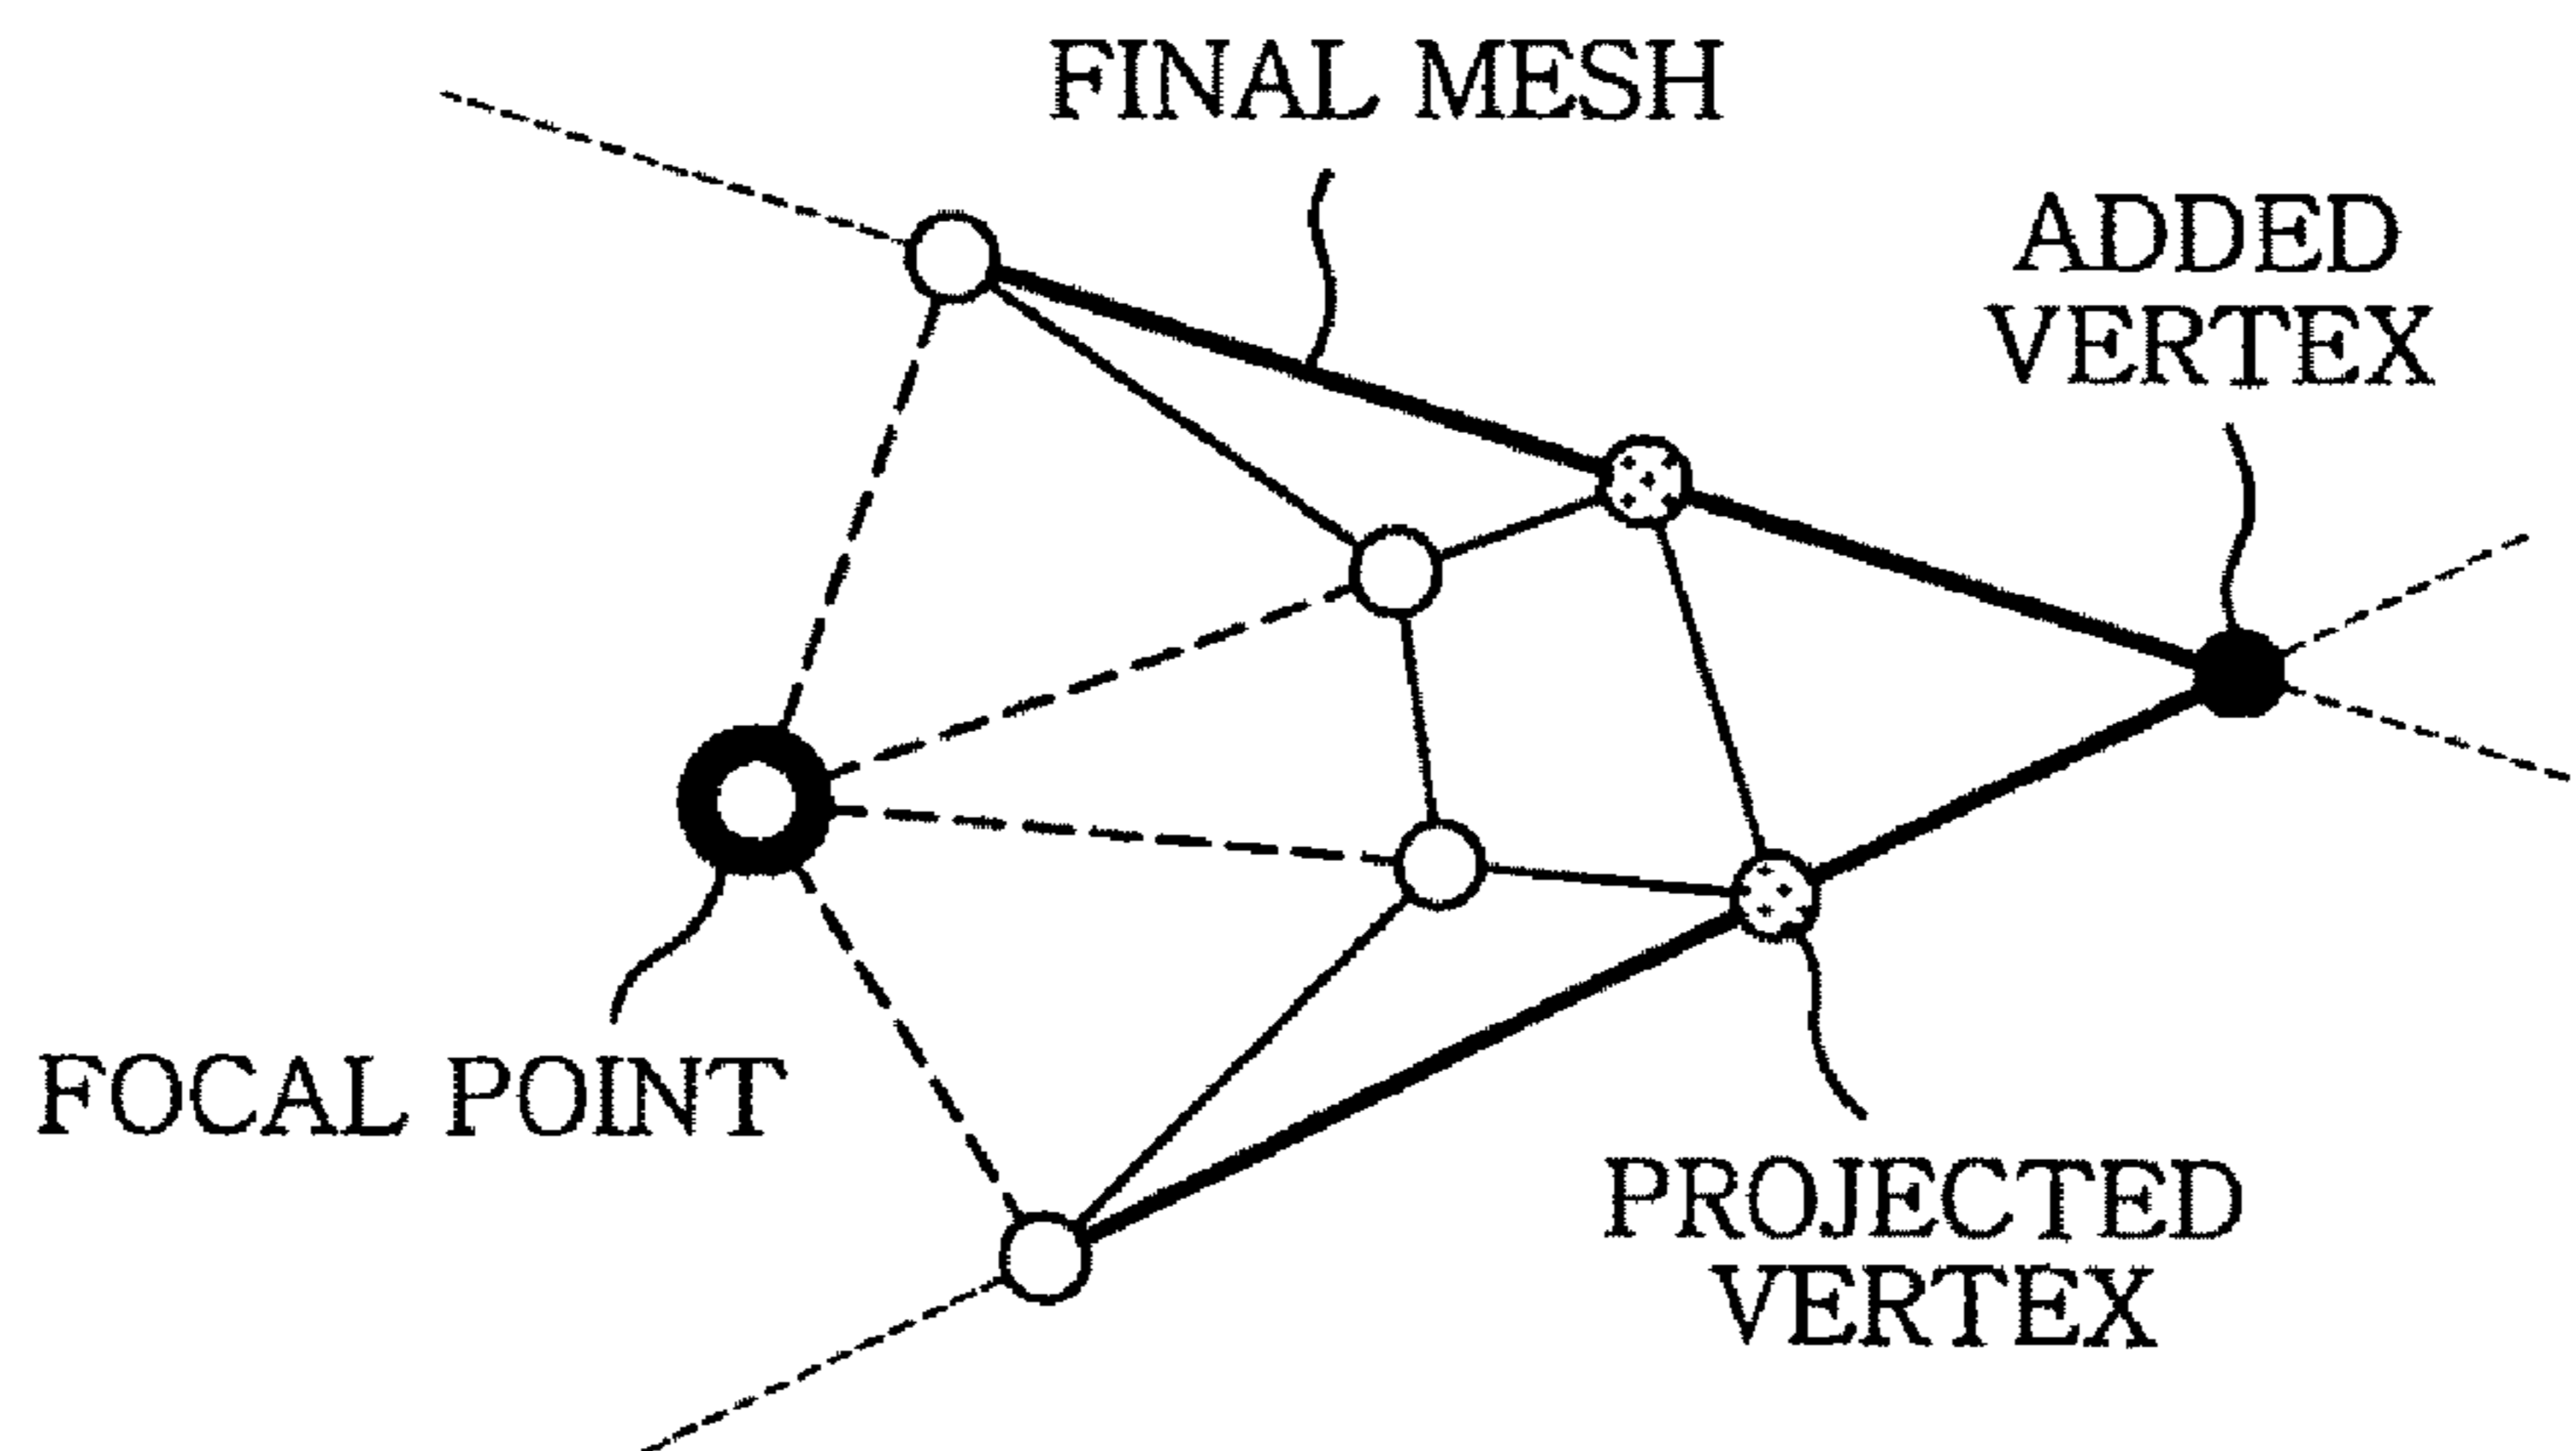 FINAL MESH
ADDED
VERTEX
FOCAL POINT
PROJECTED
VERTEX